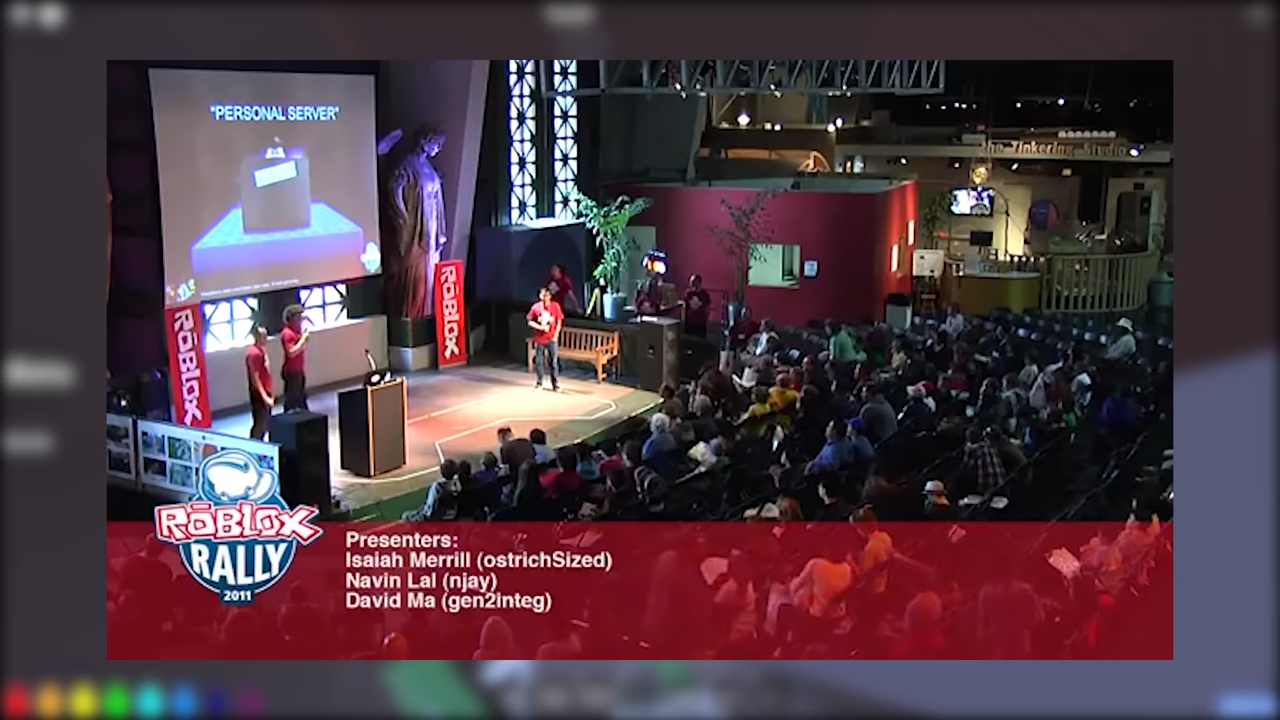 "PERSONAL SERVER"
The Tinkering Studio
ROBLOX
ROBLOX
ROBLOX
RALLY
2011
Presenters:
Isaiah Merrill (ostrichSized)
Navin Lal (njay)
David Ma (gen2integ)